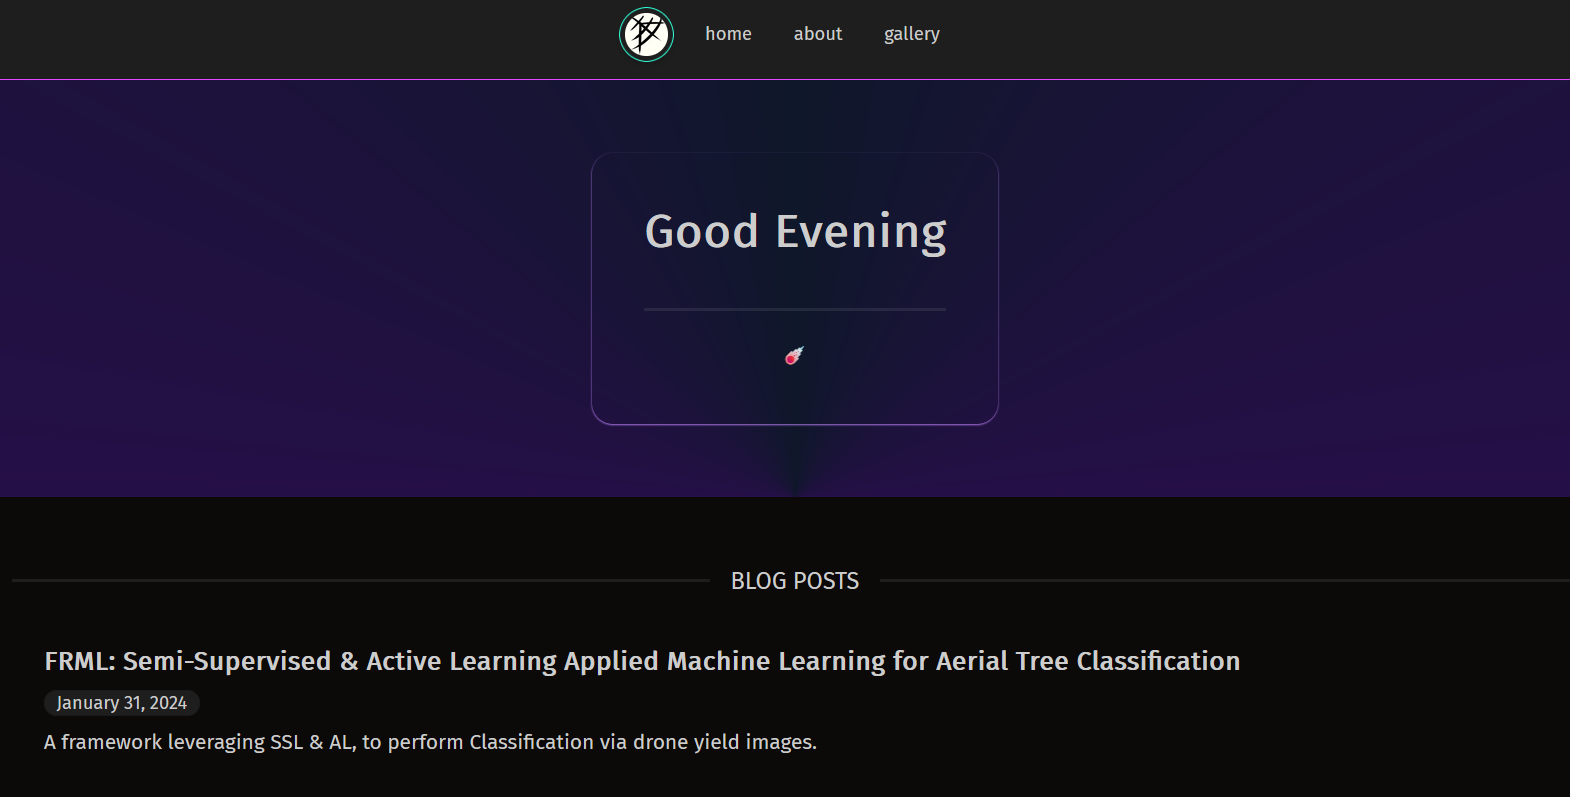 home about gallery
Good Evening
BLOG POSTS
FRML: Semi-Supervised & Active Learning Applied Machine Learning for Aerial Tree Classification
January 31, 2024
A framework leveraging SSL & AL, to perform Classification via drone yield images.